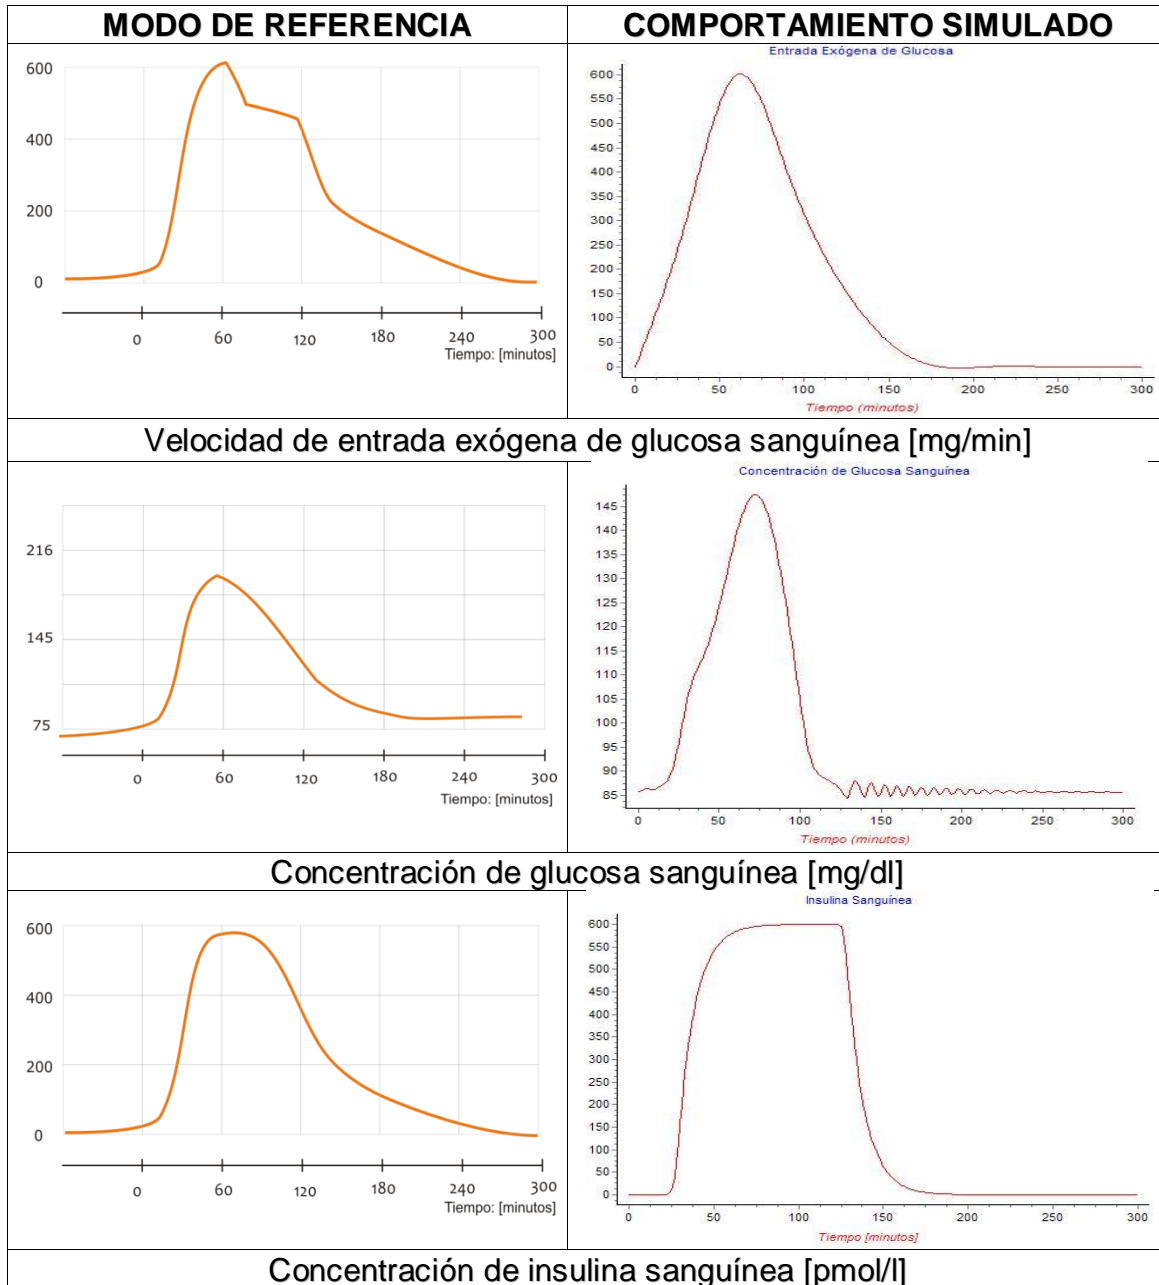 MODO DE REFERENCIA
COMPORTAMIENTO SIMULADO
600
400
200
0
0 60 120 180 240 300
Tiempo: [minutos]
Entrada Exógena de Glucosa
600
550
500
450
400
350
300
250
200
150
100
50
0
0 50 100 150 200 250 300
Tiempo (minutos)
Velocidad de entrada exógena de glucosa sanguínea [mg/min]
216
145
75
0 60 120 180 240 300
Tiempo: [minutos]
Concentración de Glucosa Sanguínea
145
140
135
130
125
120
115
110
105
100
95
90
85
0 50 100 150 200 250 300
Tiempo (minutos)
Concentración de glucosa sanguínea [mg/dl]
600
400
200
0
0 60 120 180 240 300
Tiempo: [minutos]
Insulina Sanguínea
600
550
500
450
400
350
300
250
200
150
100
50
0
0 50 100 150 200 250 300
Tiempo [minutos]
Concentración de insulina sanguínea [pmol/l]